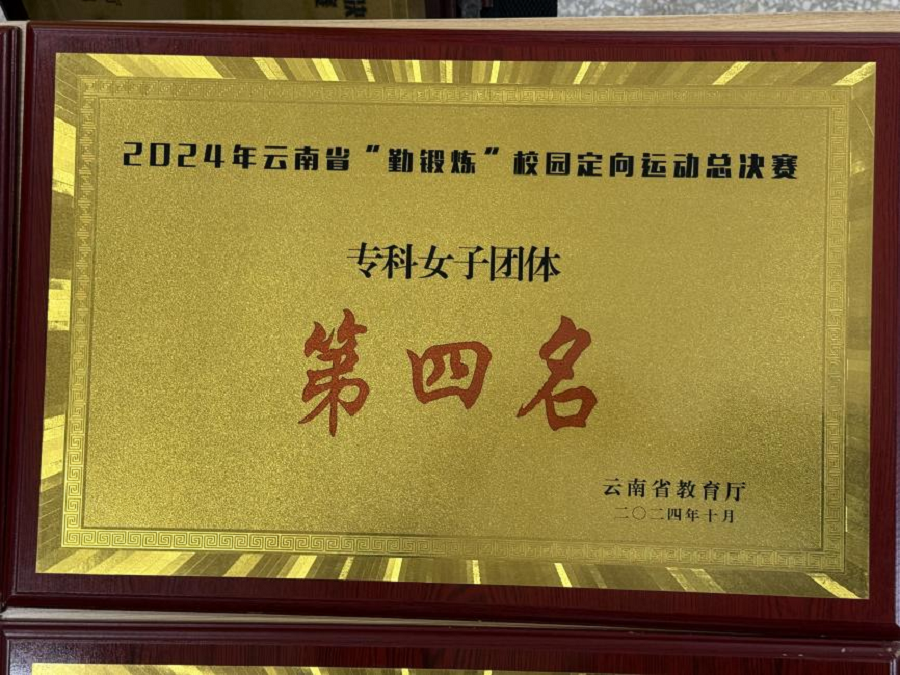 2024年云南省“勤锻炼”校园定向运动总决赛
专科女子团体
第四名
云南省教育厅
二〇二四年十月